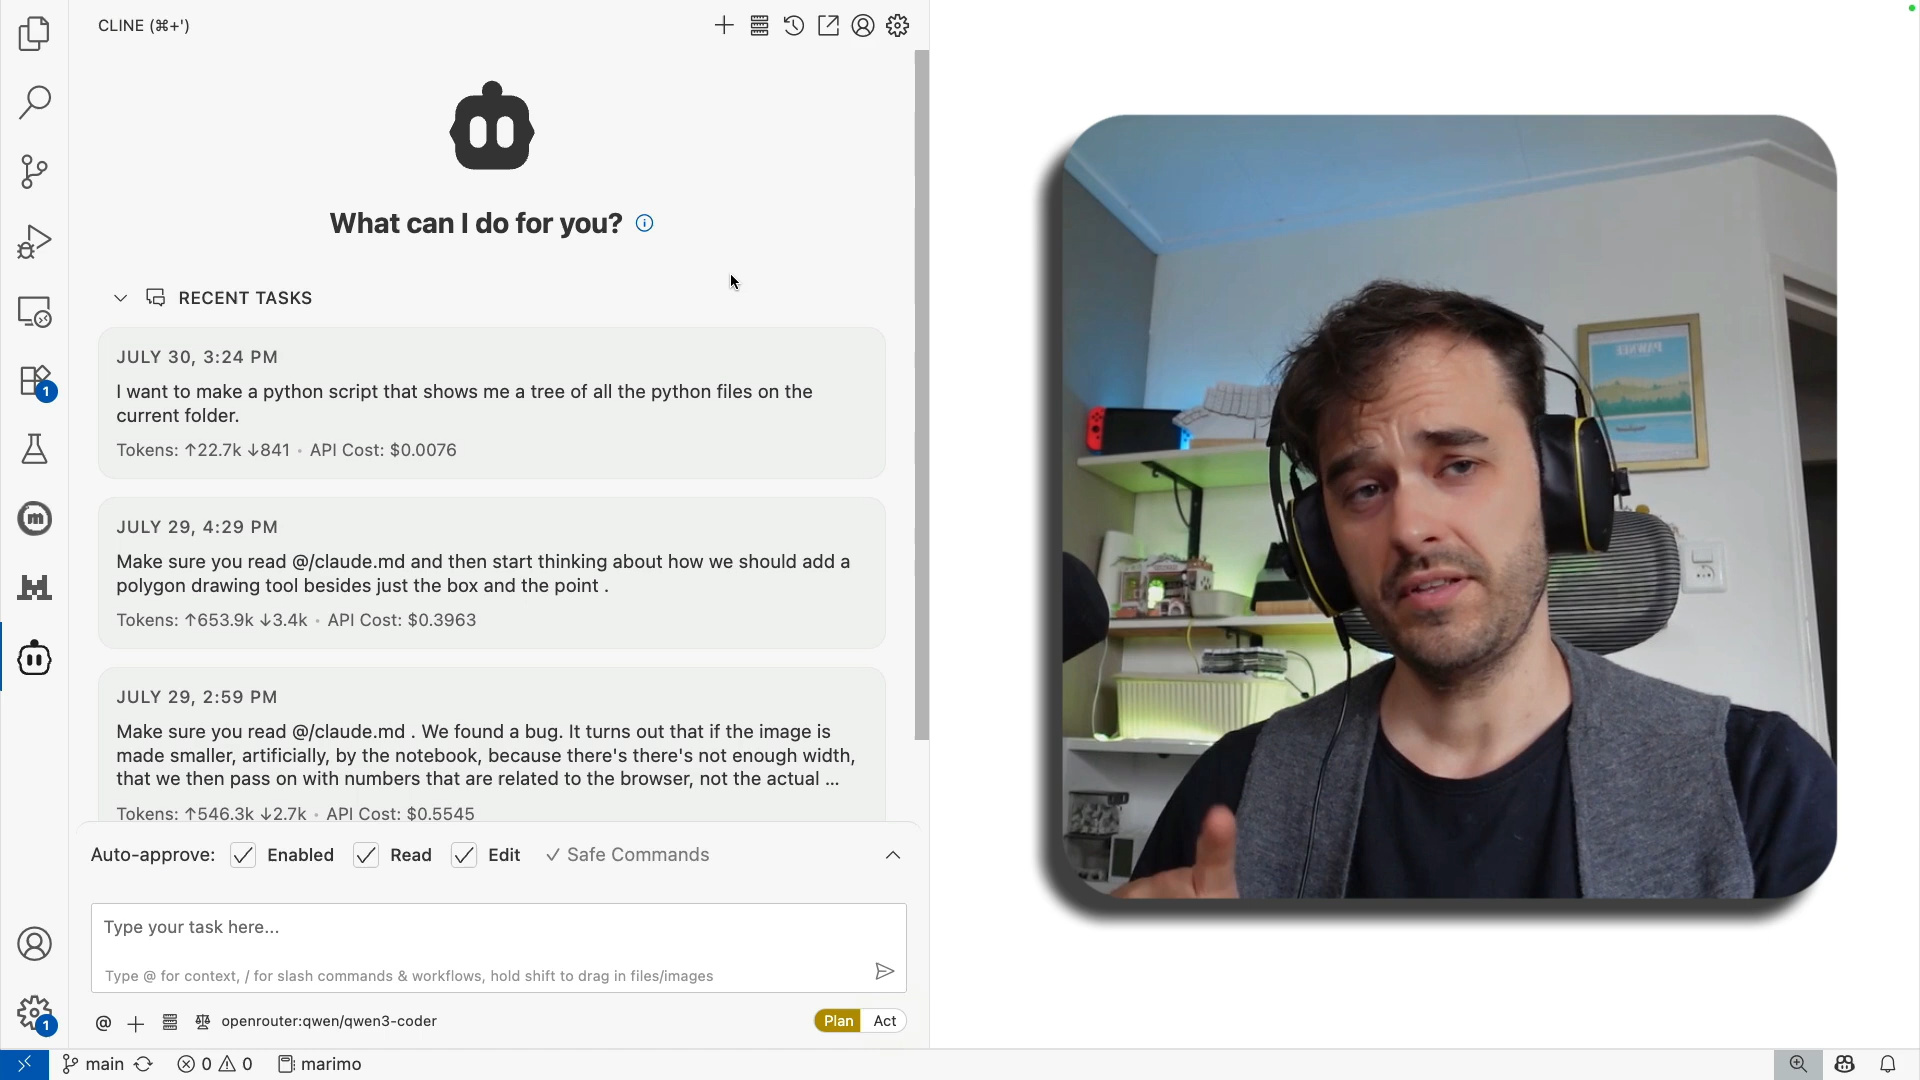 CLINE (⌘+')
What can I do for you?
RECENT TASKS
JULY 30, 3:24 PM
I want to make a python script that shows me a tree of all the python files on the
current folder.
Tokens: ↑22.7k ↓841 • API Cost: $0.0076
JULY 29, 4:29 PM
Make sure you read @/claude.md and then start thinking about how we should add a
polygon drawing tool besides just the box and the point .
Tokens: ↑653.9k ↓3.4k • API Cost: $0.3963
JULY 29, 2:59 PM
Make sure you read @/claude.md . We found a bug. It turns out that if the image is
made smaller, artificially, by the notebook, because there's there's not enough width,
that we then pass on with numbers that are related to the browser, not the actual ...
Tokens: ↑546.3k ↓2.7k • API Cost: $0.5545
Auto-approve: Enabled Read Edit ✓ Safe Commands
Type your task here...
Type @ for context, / for slash commands & workflows, hold shift to drag in files/images
@ openrouter:qwen/qwen3-coder Plan Act
1
1
m
main 0 0 marimo